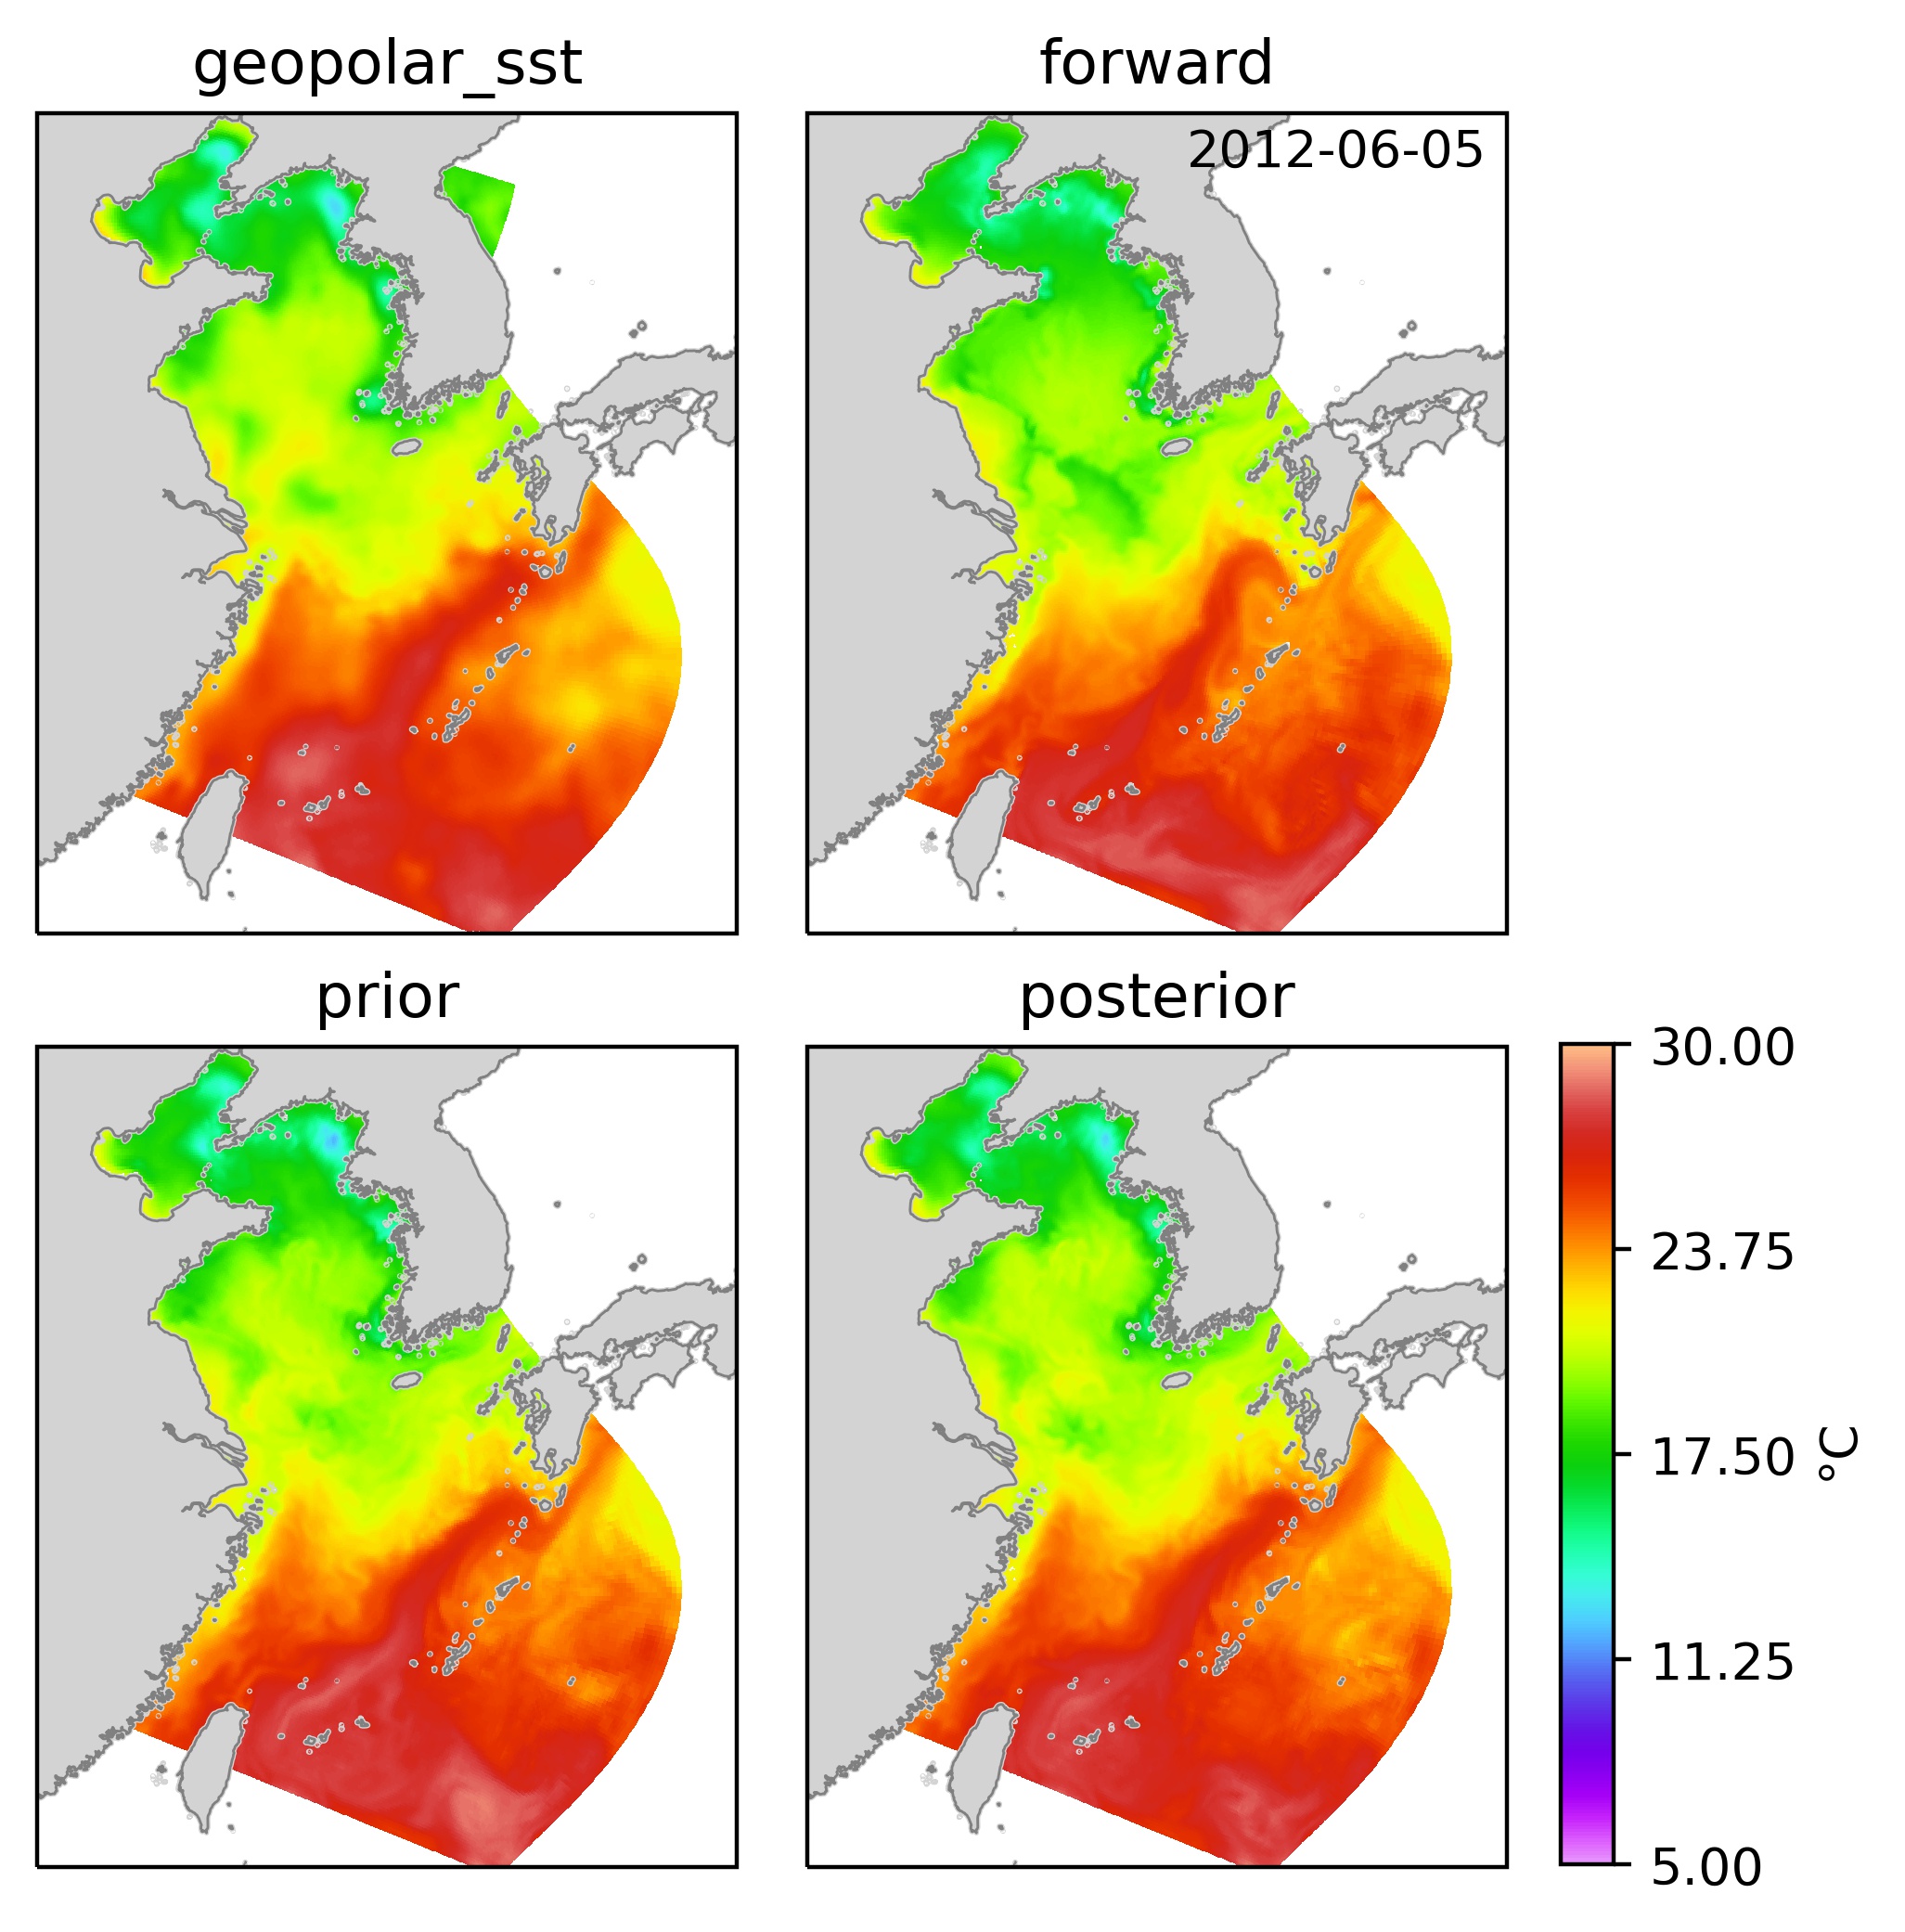 geopolar_sst
forward
2012-06-05
prior
posterior
30.00
23.75
17.50
11.25
5.00
°C